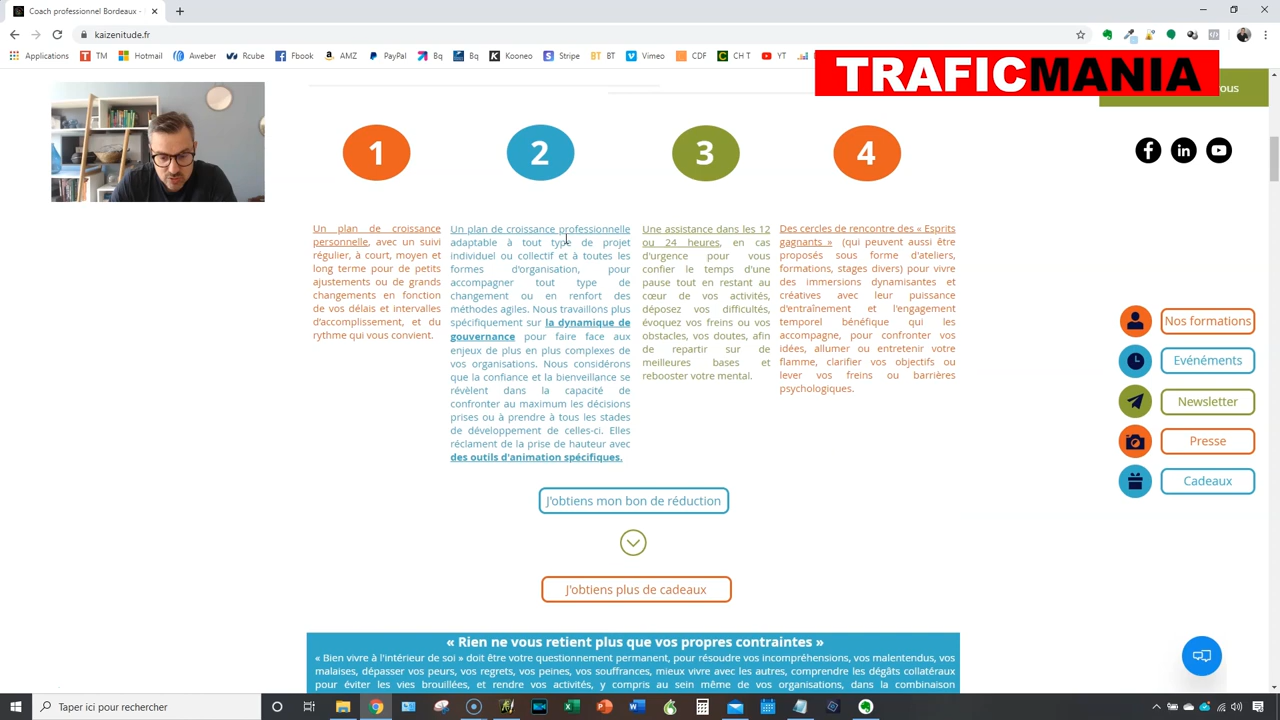 Coach professionel Bordeaux -
kaizenitude.fr
Applications
TM
Hotmail
Aweber
Rcube
Fbook
AMZ
PayPal
Bq
Bq
Kooneo
Stripe
BT
Vimeo
CDF
CH T
YT
TRAFICMANIA
ous
1
2
3
4
Un plan de croissance
personnelle, avec un suivi
régulier, à court, moyen et
long terme pour de petits
ajustements ou de grands
changements en fonction
de vos délais et intervalles
d'accomplissement, et du
rythme qui vous convient.
Un plan de croissance professionnelle
adaptable à tout type de projet
individuel ou collectif et à toutes les
formes d'organisation, pour
accompagner tout type de
changement ou en renfort des
méthodes agiles. Nous travaillons plus
spécifiquement sur la dynamique de
gouvernance pour faire face aux
enjeux de plus en plus complexes de
vos organisations. Nous considérons
que la confiance et la bienveillance se
révèlent dans la capacité de
confronter au maximum les décisions
prises ou à prendre à tous les stades
de développement de celles-ci. Elles
réclament de la prise de hauteur avec
des outils d'animation spécifiques.
Une assistance dans les 12
ou 24 heures, en cas
d'urgence pour vous
confier le temps d'une
pause tout en restant au
cœur de vos activités,
déposez vos difficultés,
évoquez vos freins ou vos
obstacles, vos doutes, afin
de repartir sur de
meilleures bases et
rebooster votre mental.
Des cercles de rencontre des « Esprits
gagnants » (qui peuvent aussi être
proposés sous forme d'ateliers,
formations, stages divers) pour vivre
des immersions dynamisantes et
créatives avec leur puissance
d'entraînement et l'engagement
temporel bénéfique qui les
accompagne, pour confronter vos
idées, allumer ou entretenir votre
flamme, clarifier vos objectifs ou
lever vos freins ou barrières
psychologiques.
Nos formations
Evénéments
Newsletter
Presse
Cadeaux
J'obtiens mon bon de réduction
J'obtiens plus de cadeaux
« Rien ne vous retient plus que vos propres contraintes »
« Bien vivre à l'intérieur de soi » doit être votre questionnement permanent, pour résoudre vos incompréhensions, vos malentendus, vos
malaises, dépasser vos peurs, vos regrets, vos peines, vos souffrances, mieux vivre avec les autres, comprendre les dégâts collatéraux
pour éviter les vies brouillées, et rendre vos activités, y compris au sein même de vos organisations, dans la combinaison
Taper ici pour rechercher